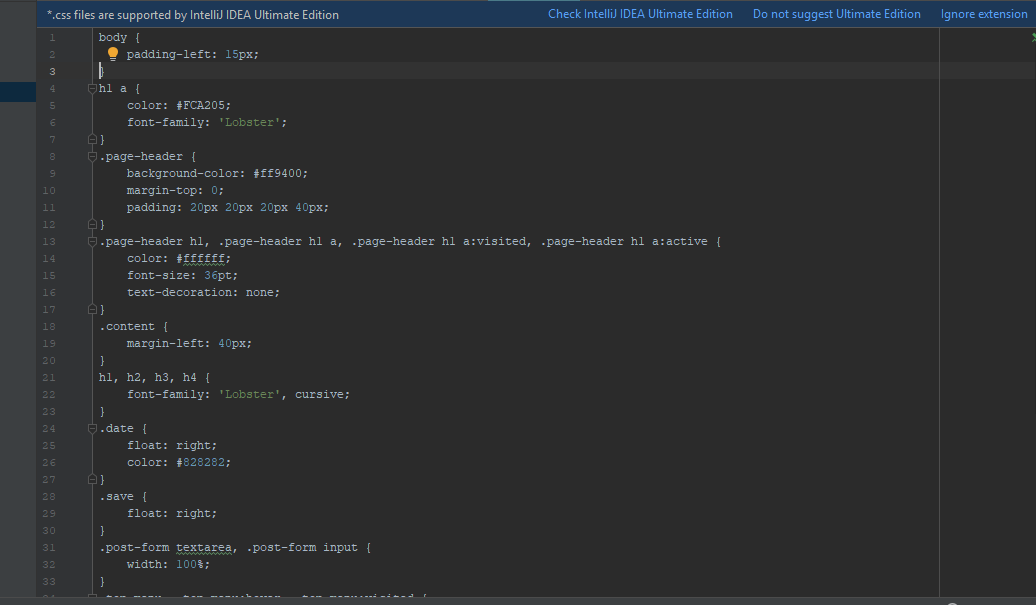 *.css files are supported by IntelliJ IDEA Ultimate Edition Check IntelliJ IDEA Ultimate Edition Do not suggest Ultimate Edition Ignore extension
1 body {
2 padding-left: 15px;
3 }
4 h1 a {
5 color: #FCA205;
6 font-family: 'Lobster';
7 }
8 .page-header {
9 background-color: #ff9400;
10 margin-top: 0;
11 padding: 20px 20px 20px 40px;
12 }
13 .page-header h1, .page-header h1 a, .page-header h1 a:visited, .page-header h1 a:active {
14 color: #ffffff;
15 font-size: 36pt;
16 text-decoration: none;
17 }
18 .content {
19 margin-left: 40px;
20 }
21 h1, h2, h3, h4 {
22 font-family: 'Lobster', cursive;
23 }
24 .date {
25 float: right;
26 color: #828282;
27 }
28 .save {
29 float: right;
30 }
31 .post-form textarea, .post-form input {
32 width: 100%;
33 }